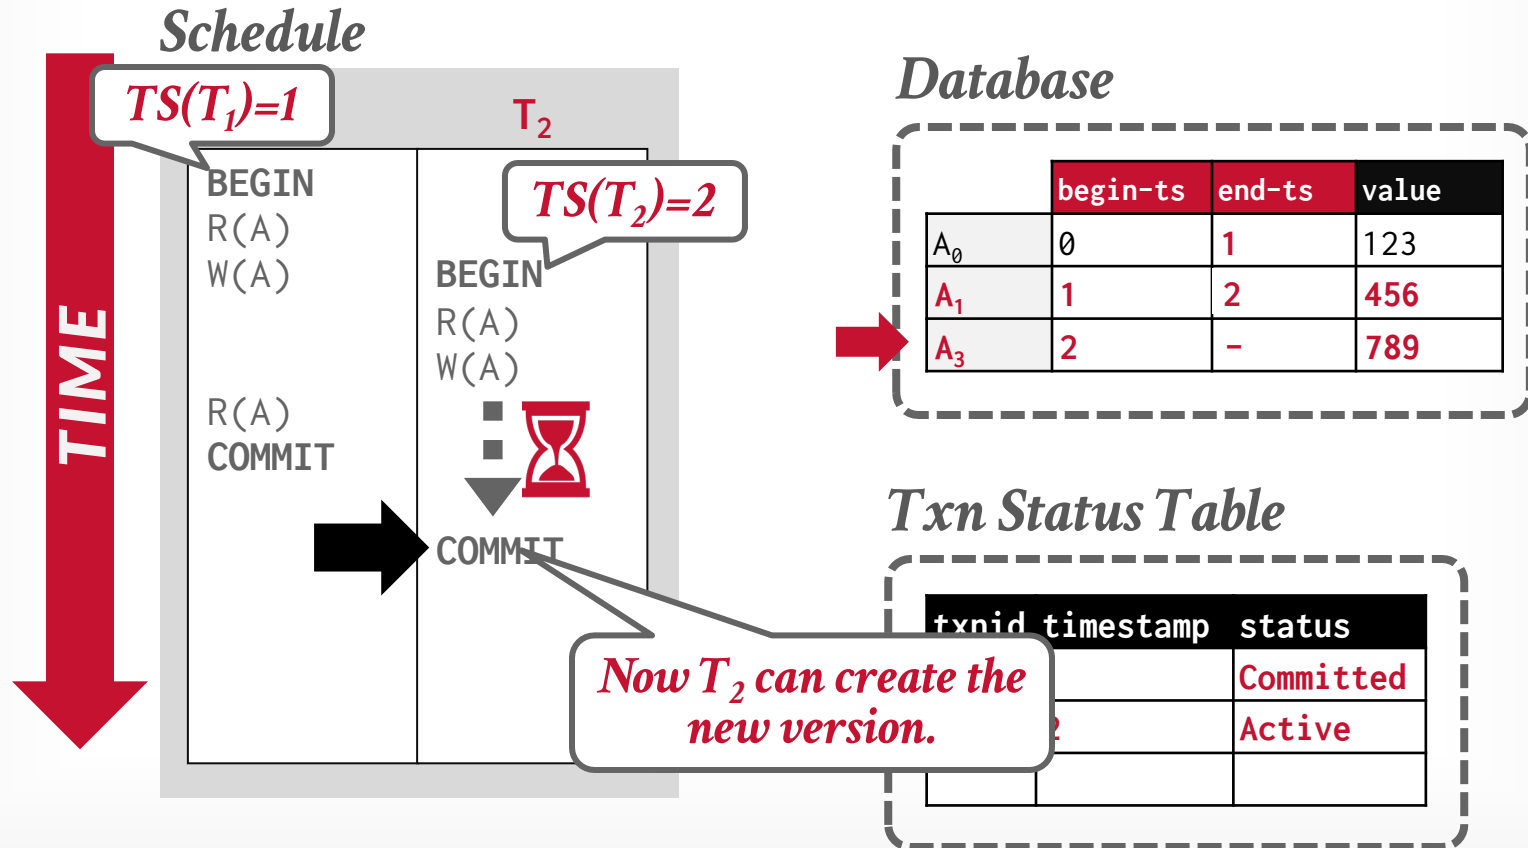 Schedule
TS(T₁)=1
T₂
BEGIN
R(A)
W(A)
R(A)
COMMIT
TS(T₂)=2
BEGIN
R(A)
W(A)
COMMIT
TIME
Now T₂ can create the
new version.
Database
begin-ts end-ts value
A₀ 0 1 123
A₁ 1 2 456
A₃ 2 - 789
Txn Status Table
txnid timestamp status
Committed
2 Active